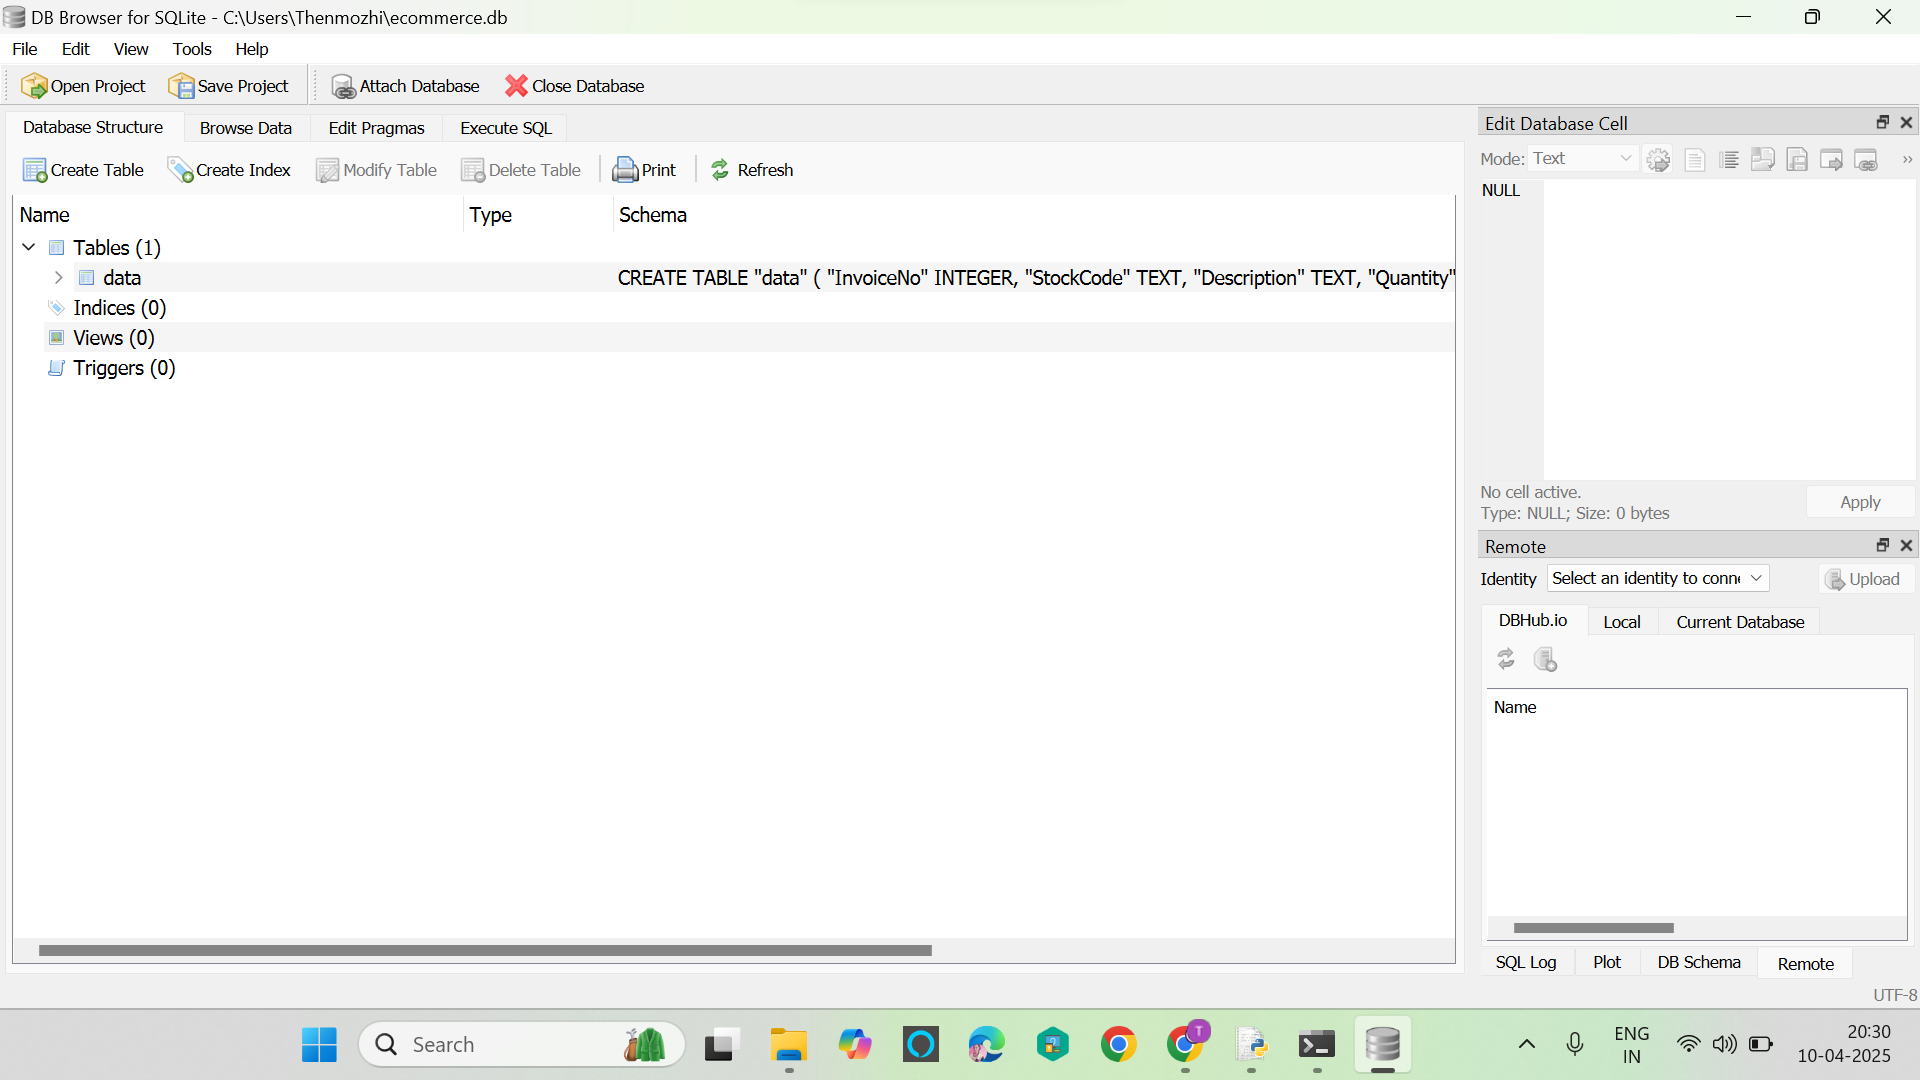 DB Browser for SQLite - C:\Users\Thenmozhi\ecommerce.db
File Edit View Tools Help
Open Project Save Project Attach Database Close Database
Database Structure Browse Data Edit Pragmas Execute SQL
Create Table Create Index Modify Table Delete Table Print Refresh
Name Type Schema
Tables (1)
data CREATE TABLE "data" ( "InvoiceNo" INTEGER, "StockCode" TEXT, "Description" TEXT, "Quantity"
Indices (0)
Views (0)
Triggers (0)
Edit Database Cell
Mode: Text
NULL
No cell active.
Type: NULL; Size: 0 bytes
Apply
Remote
Identity Select an identity to conne Upload
DBHub.io Local Current Database
Name
SQL Log Plot DB Schema Remote
UTF-8
Search
T
ENG
IN
20:30
10-04-2025